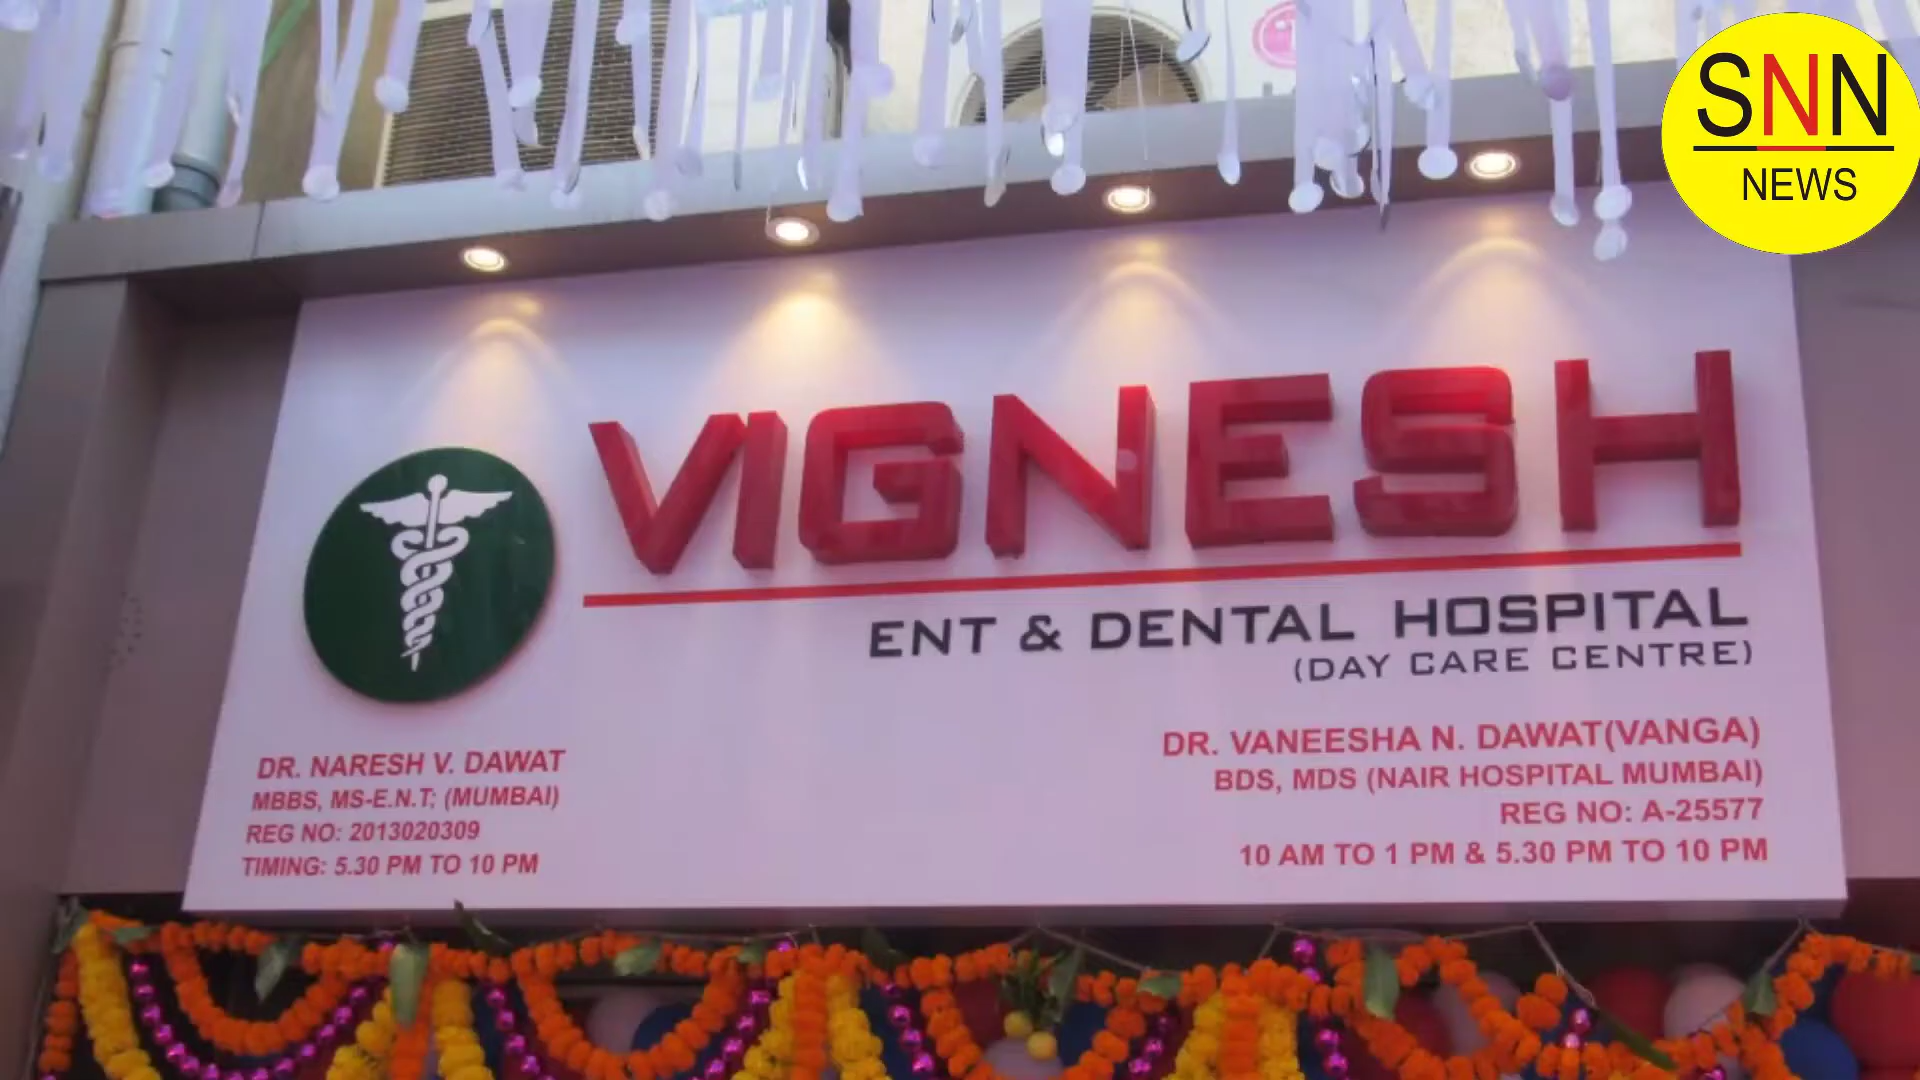 SNN
NEWS
VIGNESH
ENT & DENTAL HOSPITAL
(DAY CARE CENTRE)
DR. NARESH V. DAWAT
MBBS, MS-E.N.T; (MUMBAI)
REG NO: 2013020309
TIMING: 5.30 PM TO 10 PM
DR. VANEESHA N. DAWAT(VANGA)
BDS, MDS (NAIR HOSPITAL MUMBAI)
REG NO: A-25577
10 AM TO 1 PM & 5.30 PM TO 10 PM